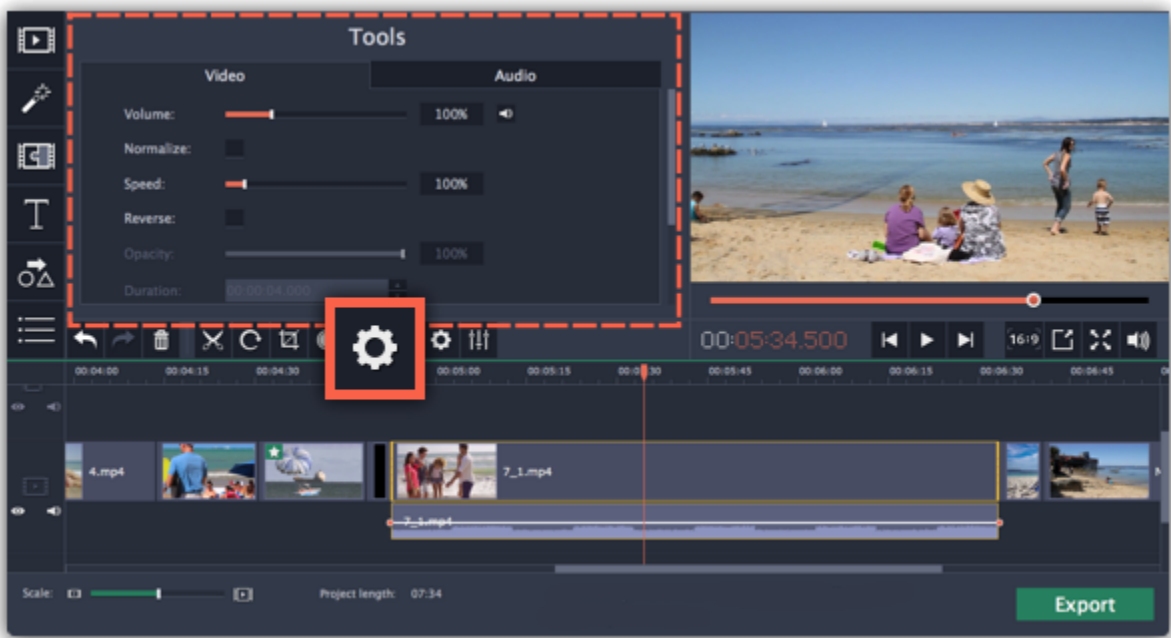 Tools
Video
Audio
Volume:
100%
Normalize:
Speed:
100%
Reverse:
Opacity:
100%
Duration:
00:00:04.000
T
00:05:34.500
16:9
00:04:00
00:04:15
00:04:30
00:05:00
00:05:15
00:05:45
00:06:00
00:06:15
00:06:30
00:06:45
4.mp4
7_1.mp4
7_1.mp4
Scale:
Project length: 07:34
Export